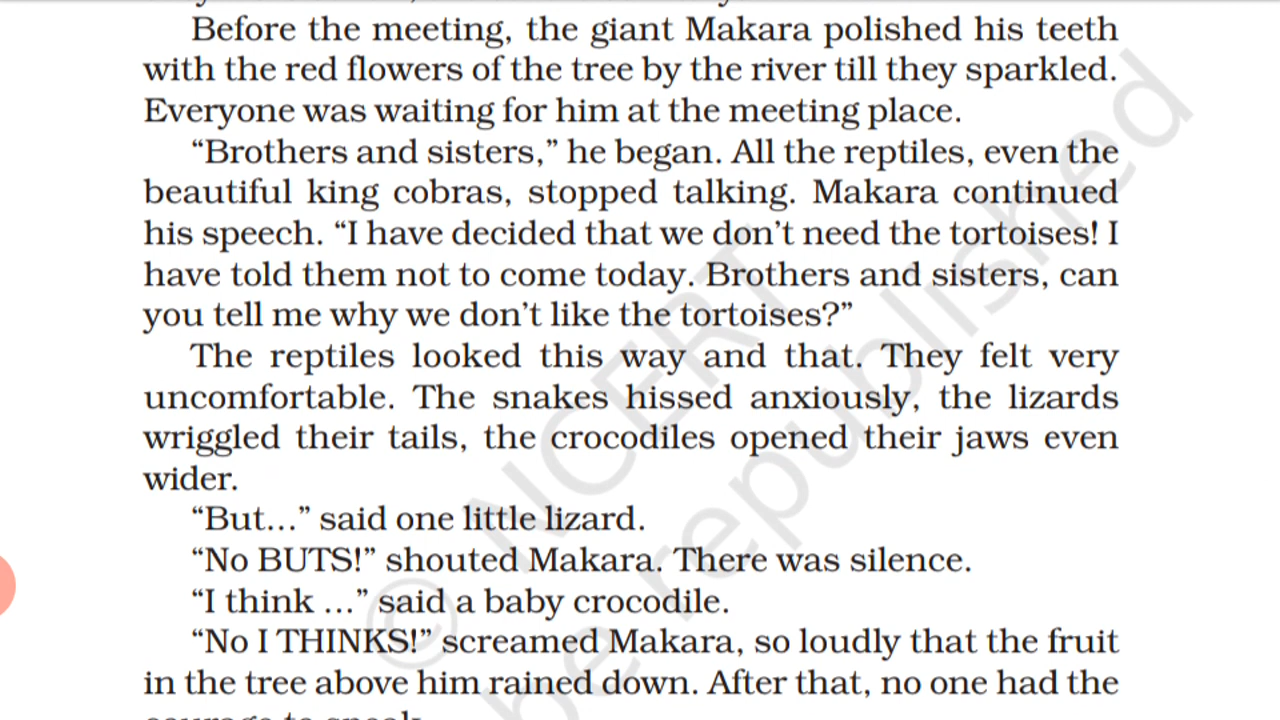 Before the meeting, the giant Makara polished his teeth
with the red flowers of the tree by the river till they sparkled.
Everyone was waiting for him at the meeting place.
“Brothers and sisters,” he began. All the reptiles, even the
beautiful king cobras, stopped talking. Makara continued
his speech. “I have decided that we don’t need the tortoises! I
have told them not to come today. Brothers and sisters, can
you tell me why we don’t like the tortoises?”
The reptiles looked this way and that. They felt very
uncomfortable. The snakes hissed anxiously, the lizards
wriggled their tails, the crocodiles opened their jaws even
wider.
“But...” said one little lizard.
“No BUTS!” shouted Makara. There was silence.
“I think ...” said a baby crocodile.
“No I THINKS!” screamed Makara, so loudly that the fruit
in the tree above him rained down. After that, no one had the
© NCERT
be republished